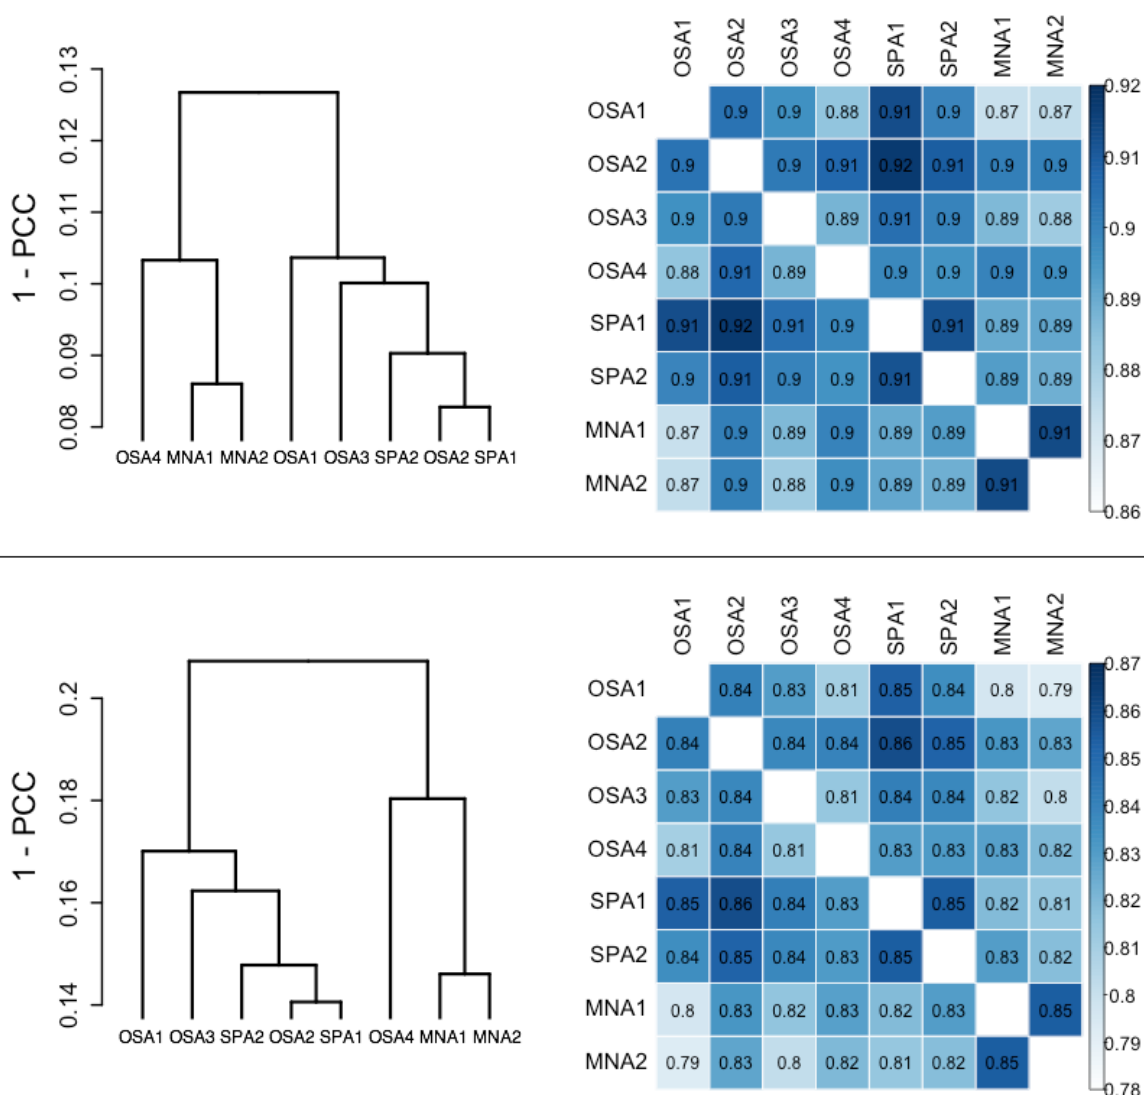 1 - PCC
0.13
0.12
0.11
0.1
0.09
0.08
OSA4 MNA1 MNA2 OSA1 OSA3 SPA2 OSA2 SPA1
OSA1 OSA2 OSA3 OSA4 SPA1 SPA2 MNA1 MNA2
OSA1 0.9 0.9 0.88 0.91 0.9 0.87 0.87
OSA2 0.9 0.9 0.91 0.92 0.91 0.9 0.9
OSA3 0.9 0.9 0.89 0.91 0.9 0.89 0.88
OSA4 0.88 0.91 0.89 0.9 0.9 0.9 0.9
SPA1 0.91 0.92 0.91 0.9 0.91 0.89 0.89
SPA2 0.9 0.91 0.9 0.9 0.91 0.89 0.89
MNA1 0.87 0.9 0.89 0.9 0.89 0.89 0.91
MNA2 0.87 0.9 0.88 0.9 0.89 0.89 0.91
0.92
0.91
0.9
0.89
0.88
0.87
0.86
1 - PCC
0.2
0.18
0.16
0.14
OSA1 OSA3 SPA2 OSA2 SPA1 OSA4 MNA1 MNA2
OSA1 OSA2 OSA3 OSA4 SPA1 SPA2 MNA1 MNA2
OSA1 0.84 0.83 0.81 0.85 0.84 0.8 0.79
OSA2 0.84 0.84 0.84 0.86 0.85 0.83 0.83
OSA3 0.83 0.84 0.81 0.84 0.84 0.82 0.8
OSA4 0.81 0.84 0.81 0.83 0.83 0.83 0.82
SPA1 0.85 0.86 0.84 0.83 0.85 0.82 0.81
SPA2 0.84 0.85 0.84 0.83 0.85 0.83 0.82
MNA1 0.8 0.83 0.82 0.83 0.82 0.83 0.85
MNA2 0.79 0.83 0.8 0.82 0.81 0.82 0.85
0.87
0.86
0.85
0.84
0.83
0.82
0.81
0.8
0.79
0.78